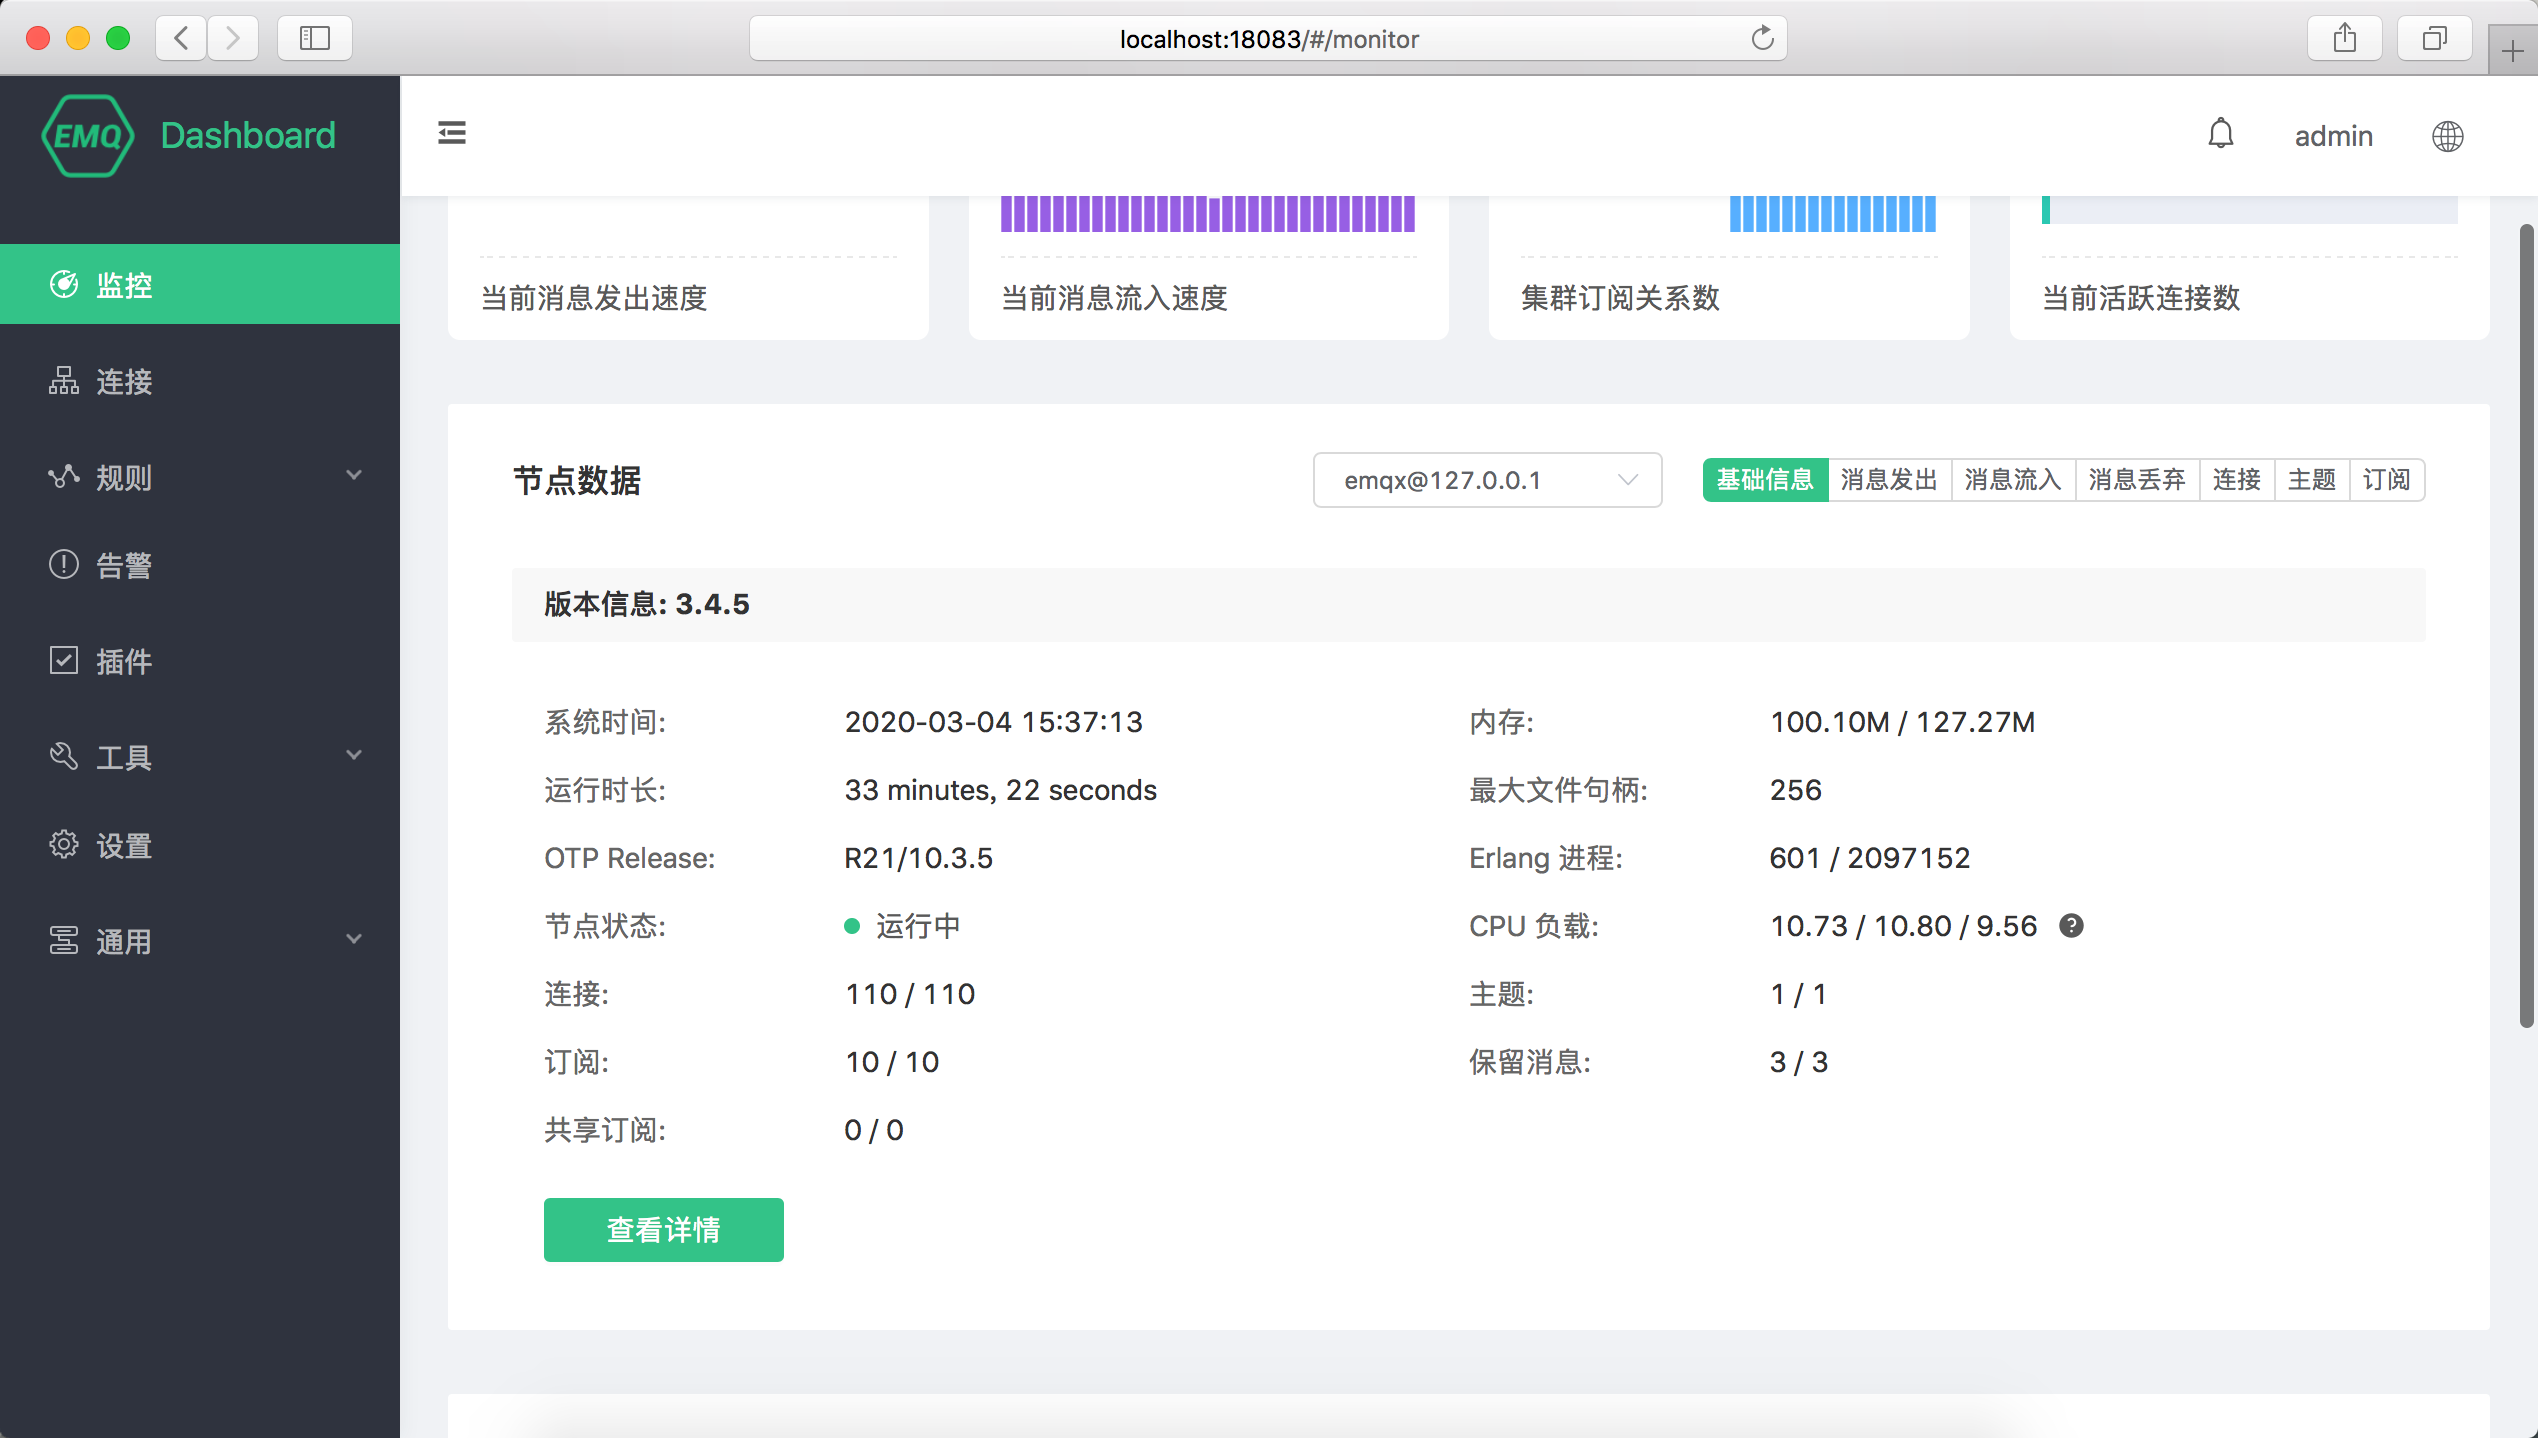 localhost:18083/#/monitor
EMQ Dashboard
admin
监控
连接
规则
告警
插件
工具
设置
通用
当前消息发出速度
当前消息流入速度
集群订阅关系数
当前活跃连接数
节点数据
emqx@127.0.0.1
基础信息 消息发出 消息流入 消息丢弃 连接 主题 订阅
版本信息: 3.4.5
系统时间: 2020-03-04 15:37:13
内存: 100.10M / 127.27M
运行时长: 33 minutes, 22 seconds
最大文件句柄: 256
OTP Release: R21/10.3.5
Erlang 进程: 601 / 2097152
节点状态: 运行中
CPU 负载: 10.73 / 10.80 / 9.56
连接: 110 / 110
主题: 1 / 1
订阅: 10 / 10
保留消息: 3 / 3
共享订阅: 0 / 0
查看详情